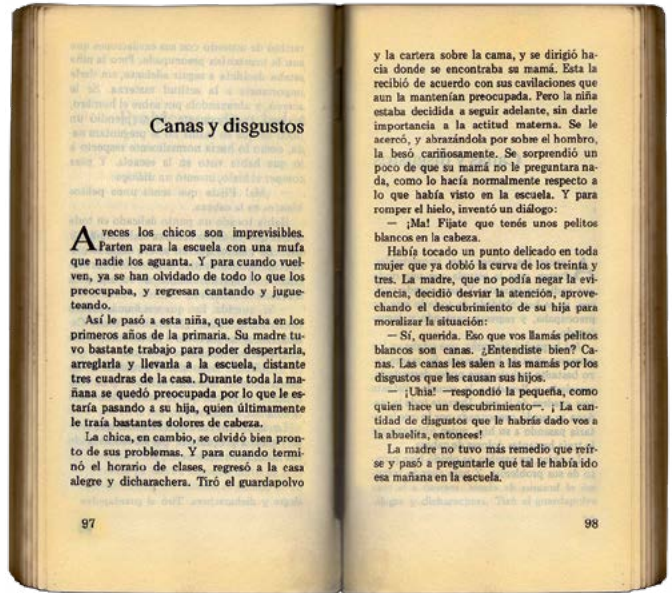 Canas y disgustos
A veces los chicos son imprevisibles.
Parten para la escuela con una mufa
que nadie los aguanta. Y para cuando vuel-
ven, ya se han olvidado de todo lo que los
preocupaba, y regresan cantando y jugue-
teando.
Así le pasó a esta niña, que estaba en los
primeros años de la primaria. Su madre tu-
vo bastante trabajo para poder despertarla,
arreglarla y llevarla a la escuela, distante
tres cuadras de la casa. Durante toda la ma-
ñana se quedó preocupada por lo que le es-
taría pasando a su hija, quien últimamente
le traía bastantes dolores de cabeza.
La chica, en cambio, se olvidó bien pron-
to de sus problemas. Y para cuando termi-
nó el horario de clases, regresó a la casa
alegre y dicharachera. Tiró el guardapolvo
97
y la cartera sobre la cama, y se dirigió ha-
cia donde se encontraba su mamá. Esta la
recibió de acuerdo con sus cavilaciones que
aun la mantenían preocupada. Pero la niña
estaba decidida a seguir adelante, sin darle
importancia a la actitud materna. Se le
acercó, y abrazándola por sobre el hombro,
la besó cariñosamente. Se sorprendió un
poco de que su mamá no le preguntara na-
da, como lo hacía normalmente respecto a
lo que había visto en la escuela. Y para
romper el hielo, inventó un diálogo:
— ¡Ma! Fijate que tenés unos pelitos
blancos en la cabeza.
Había tocado un punto delicado en toda
mujer que ya dobió la curva de los treinta y
tres. La madre, que no podía negar la evi-
dencia, decidió desviar la atención, aprove-
chando el descubrimiento de su hija para
moralizar la situación:
— Sí, querida. Eso que vos llamás pelitos
blancos son canas. ¿Entendiste bien? Ca-
nas. Las canas les salen a las mamás por los
disgustos que les causan sus hijos.
— ¡Uhia! —respondió la pequeña, como
quien hace un descubrimiento—. ¡ La can-
tidad de disgustos que le habrás dado vos a
la abuelita, entonces!
La madre no tuvo más remedio que reír-
se y pasó a preguntarle qué tal le había ido
esa mañana en la escuela.
98